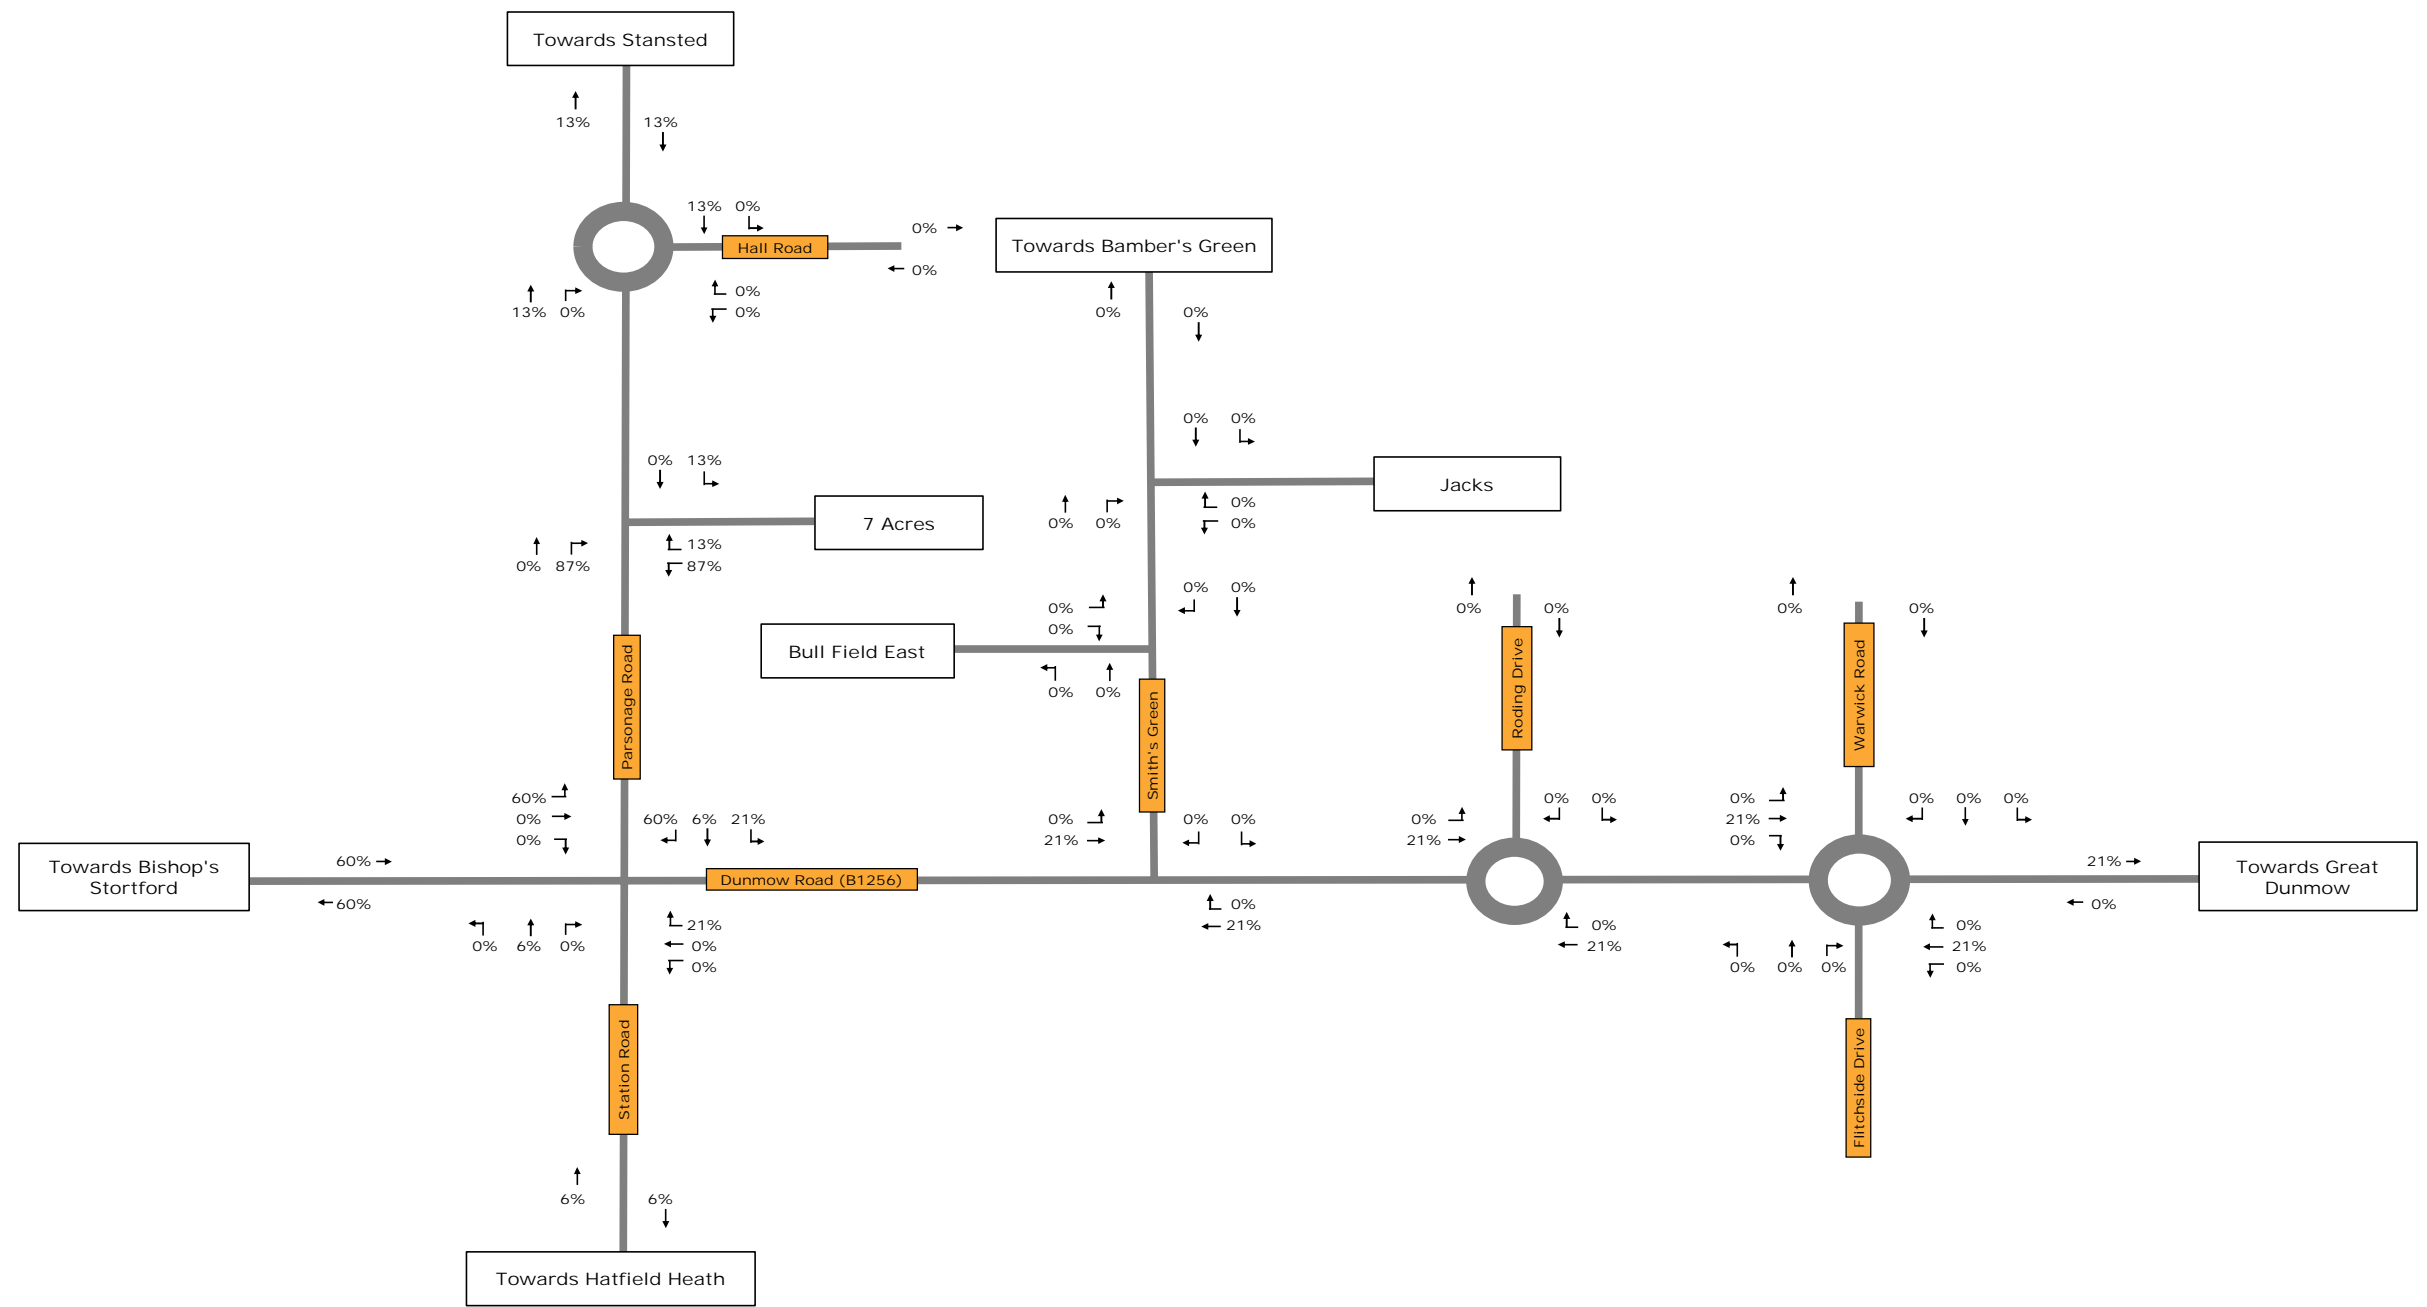 Towards Stansted
13% 13%
13% 0%
0%
Hall Road
0%
0%
0%
13% 0%
Towards Bamber's Green
0% 0%
0% 0%
0% 13%
Jacks
0% 0%
0%
0%
7 Acres
13%
87%
0% 87%
0% 0%
0%
0%
Bull Field East
0% 0%
0% 0%
0% 0%
Parsonage Road
Smith's Green
Roding Drive
Warwick Road
60%
0%
0%
60% 6% 21%
0%
21%
0% 0%
0%
21%
0% 0%
0%
21%
0%
0% 0% 0%
Towards Bishop's
Stortford
60%
60%
Dunmow Road (B1256)
21%
0%
Towards Great
Dunmow
0% 6% 0%
21%
0%
0%
0%
21%
0%
21%
0% 0% 0%
0%
21%
0%
Station Road
Flitchside Drive
6% 6%
Towards Hatfield Heath